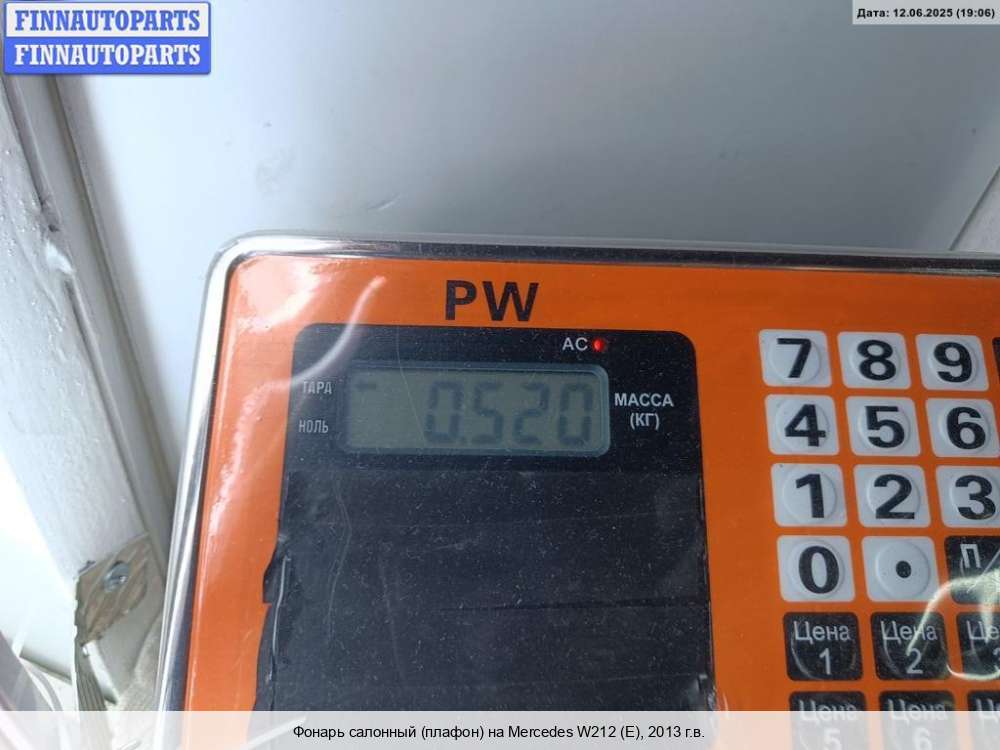 FINNAUTOPARTS
FINNAUTOPARTS
Дата: 12.06.2025 (19:06)
PW
AC
ТАРА
НОЛЬ
0.520
МАССА
(КГ)
7 8 9
4 5 6
1 2 3
0 . П
Цена 1
Цена 2
Цена
Цена 5
Цена 6
Фонарь салонный (плафон) на Mercedes W212 (E), 2013 г.в.